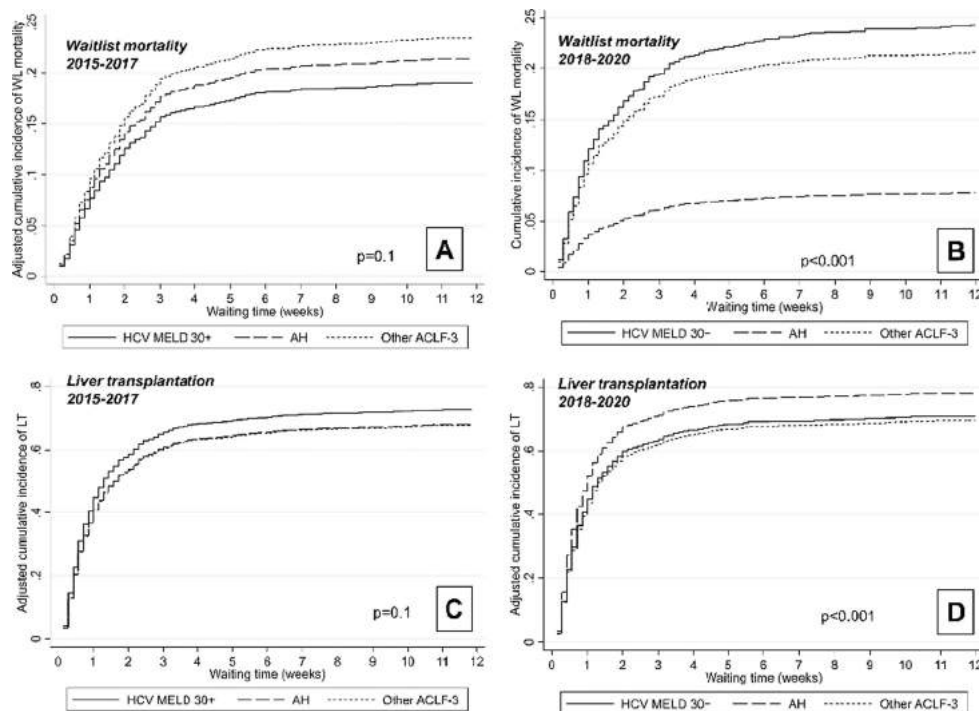 Waitlist mortality
2015-2017
Adjusted cumulative incidence of WL mortality
.25
.2
.15
.1
.05
0
p=0.1
A
0 1 2 3 4 5 6 7 8 9 10 11 12
Waiting time (weeks)
HCV MELD 30+ AH Other ACLF-3
Waitlist mortality
2018-2020
Cumulative incidence of WL mortality
.25
.2
.15
.1
.05
0
p<0.001
B
0 1 2 3 4 5 6 7 8 9 10 11 12
Waiting time (weeks)
HCV MELD 30− AH Other ACLF-3
Liver transplantation
2015-2017
Adjusted cumulative incidence of LT
.8
.6
.4
.2
0
p=0.1
C
0 1 2 3 4 5 6 7 8 9 10 11 12
Waiting time (weeks)
HCV MELD 30+ AH Other ACLF-3
Liver transplantation
2018-2020
Adjusted cumulative incidence of LT
.8
.6
.4
.2
0
p<0.001
D
0 1 2 3 4 5 6 7 8 9 10 11 12
Waiting time (weeks)
HCV MELD 30− AH Other ACLF-3